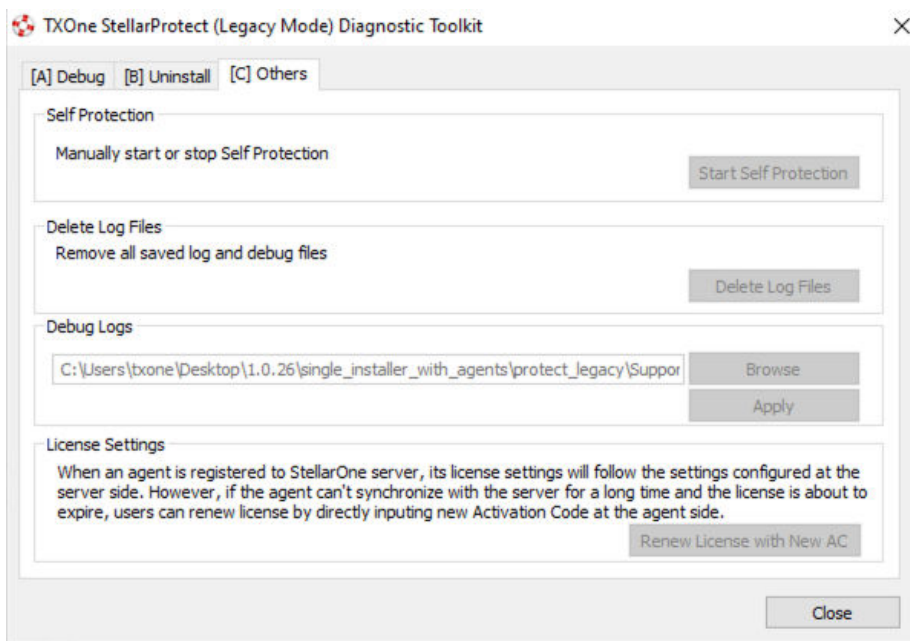 TXOne StellarProtect (Legacy Mode) Diagnostic Toolkit
[A] Debug [B] Uninstall [C] Others
Self Protection
Manually start or stop Self Protection
Start Self Protection
Delete Log Files
Remove all saved log and debug files
Delete Log Files
Debug Logs
C:\Users\txone\Desktop\1.0.26\single_installer_with_agents\protect_legacy\Suppor
Browse
Apply
License Settings
When an agent is registered to StellarOne server, its license settings will follow the settings configured at the
server side. However, if the agent can't synchronize with the server for a long time and the license is about to
expire, users can renew license by directly inputing new Activation Code at the agent side.
Renew License with New AC
Close